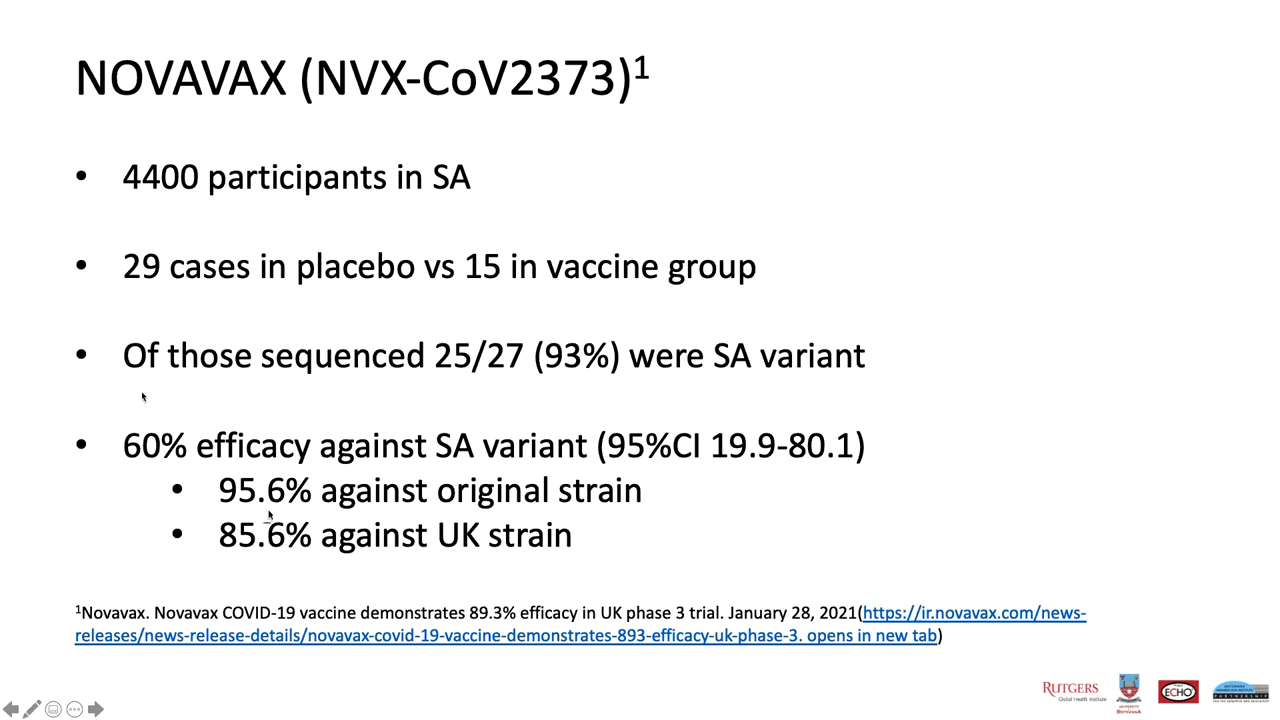 NOVAVAX (NVX-CoV2373)¹
• 4400 participants in SA
• 29 cases in placebo vs 15 in vaccine group
• Of those sequenced 25/27 (93%) were SA variant
• 60% efficacy against SA variant (95%CI 19.9-80.1)
• 95.6% against original strain
• 85.6% against UK strain
¹Novavax. Novavax COVID-19 vaccine demonstrates 89.3% efficacy in UK phase 3 trial. January 28, 2021(https://ir.novavax.com/news-
releases/news-release-details/novavax-covid-19-vaccine-demonstrates-893-efficacy-uk-phase-3. opens in new tab)
RUTGERS
Global Health Institute
ECHO